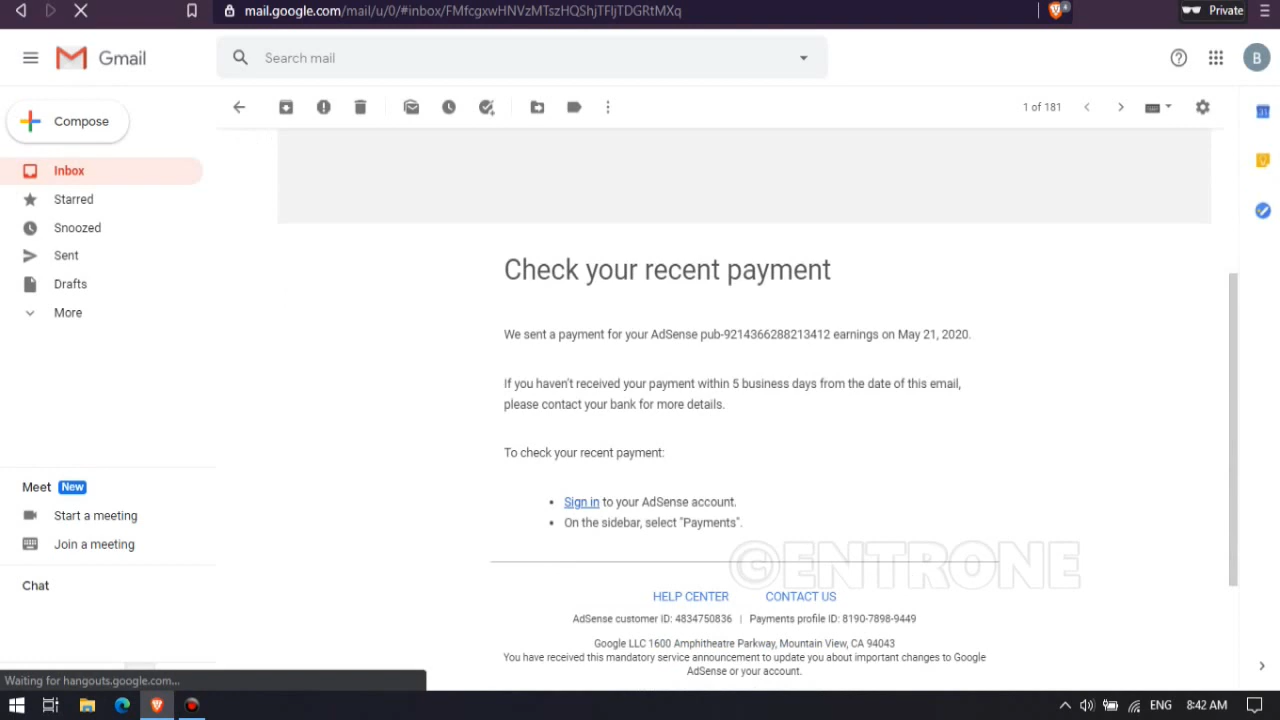 mail.google.com/mail/u/0/#inbox/FMfcgxwHNVzMTszHQShjTFljTDGRtMXq
4
Private
Gmail
Search mail
B
Compose
1 of 181
31
Inbox
Starred
Snoozed
Sent
Drafts
More
Check your recent payment
We sent a payment for your AdSense pub-9214366288213412 earnings on May 21, 2020.
If you haven't received your payment within 5 business days from the date of this email,
please contact your bank for more details.
To check your recent payment:
• Sign in to your AdSense account.
• On the sidebar, select "Payments".
Meet New
Start a meeting
Join a meeting
Chat
©ENTRONE
HELP CENTER CONTACT US
AdSense customer ID: 4834750836 | Payments profile ID: 8190-7898-9449
Google LLC 1600 Amphitheatre Parkway, Mountain View, CA 94043
You have received this mandatory service announcement to update you about important changes to Google
AdSense or your account.
Waiting for hangouts.google.com...
ENG 8:42 AM